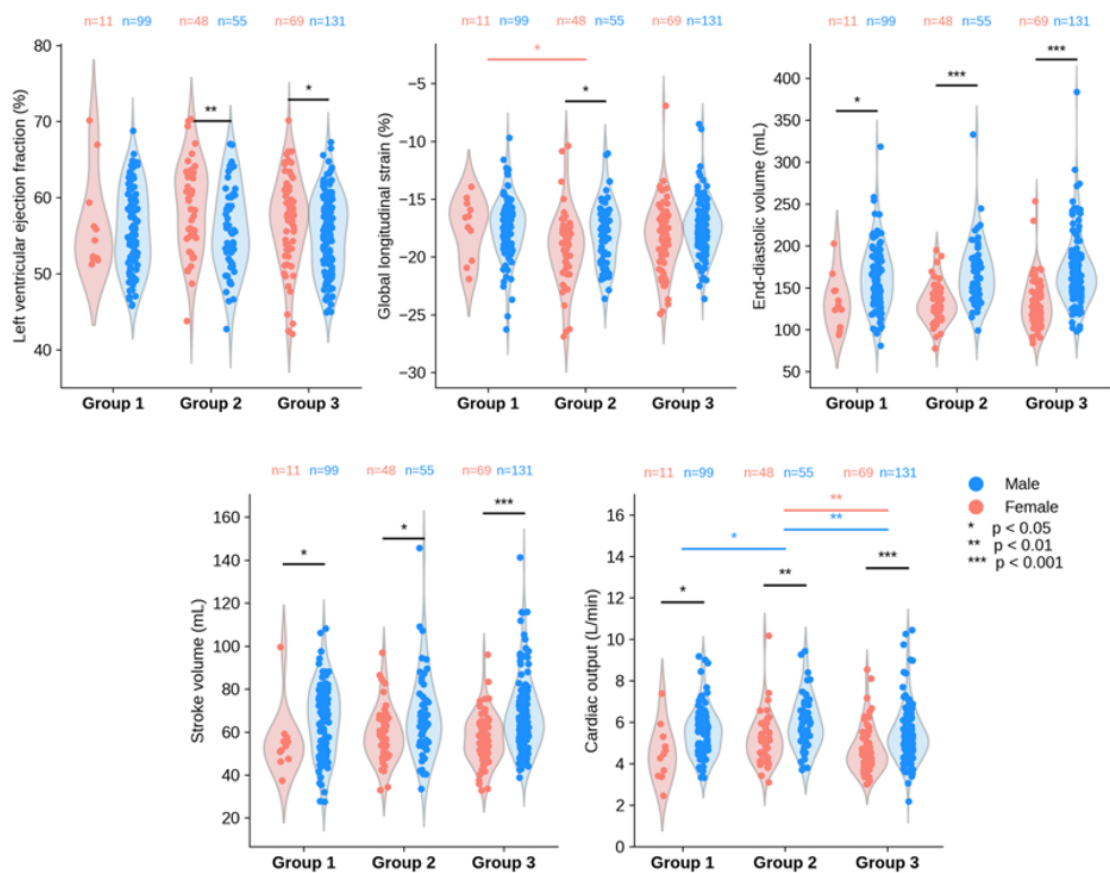 n=11 n=99 n=48 n=55 n=69 n=131
Left ventricular ejection fraction (%)
80
70
60
50
40
**
*
Group 1 Group 2 Group 3
n=11 n=99 n=48 n=55 n=69 n=131
Global longitudinal strain (%)
−5
−10
−15
−20
−25
−30
*
*
Group 1 Group 2 Group 3
n=11 n=99 n=48 n=55 n=69 n=131
End-diastolic volume (mL)
400
350
300
250
200
150
100
50
*
***
***
Group 1 Group 2 Group 3
n=11 n=99 n=48 n=55 n=69 n=131
Stroke volume (mL)
160
140
120
100
80
60
40
20
*
*
***
Group 1 Group 2 Group 3
n=11 n=99 n=48 n=55 n=69 n=131
Cardiac output (L/min)
16
14
12
10
8
6
4
2
0
**
**
*
*
**
***
Group 1 Group 2 Group 3
Male
Female
* p < 0.05
** p < 0.01
*** p < 0.001